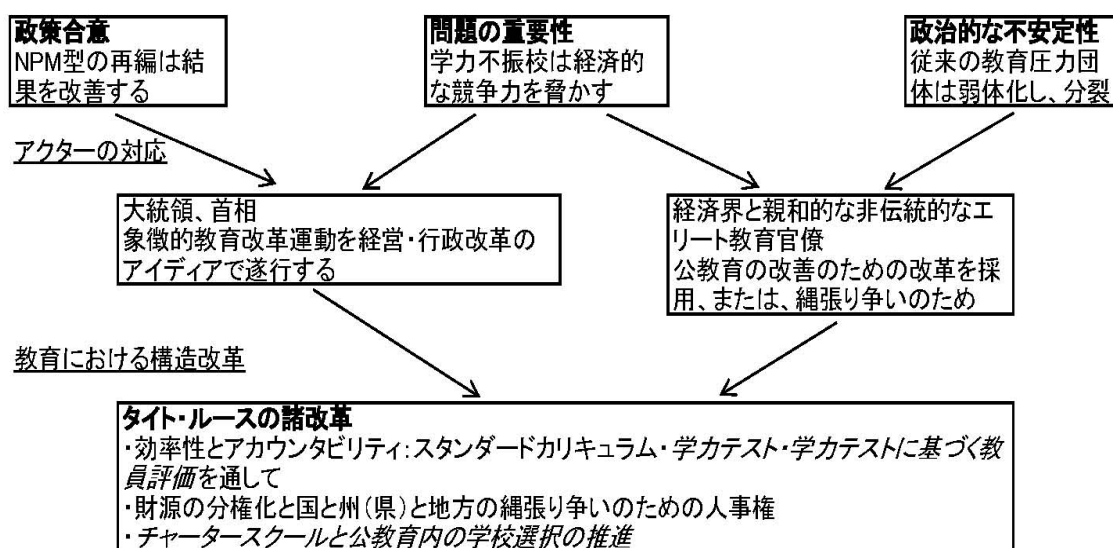 政策合意
NPM型の再編は結
果を改善する
問題の重要性
学力不振校は経済的
な競争力を脅かす
政治的な不安定性
従来の教育圧力団
体は弱体化し、分裂
アクターの対応
大統領、首相
象徴的教育改革運動を経営・行政改革の
アイディアで遂行する
経済界と親和的な非伝統的なエ
リート教育官僚
公教育の改善のための改革を採
用、または、縄張り争いのため
教育における構造改革
タイト・ルースの諸改革
・効率性とアカウンタビリティ:スタンダードカリキュラム・学力テスト・学力テストに基づく教
員評価を通して
・財源の分権化と国と州(県)と地方の縄張り争いのための人事権
・チャータースクールと公教育内の学校選択の推進